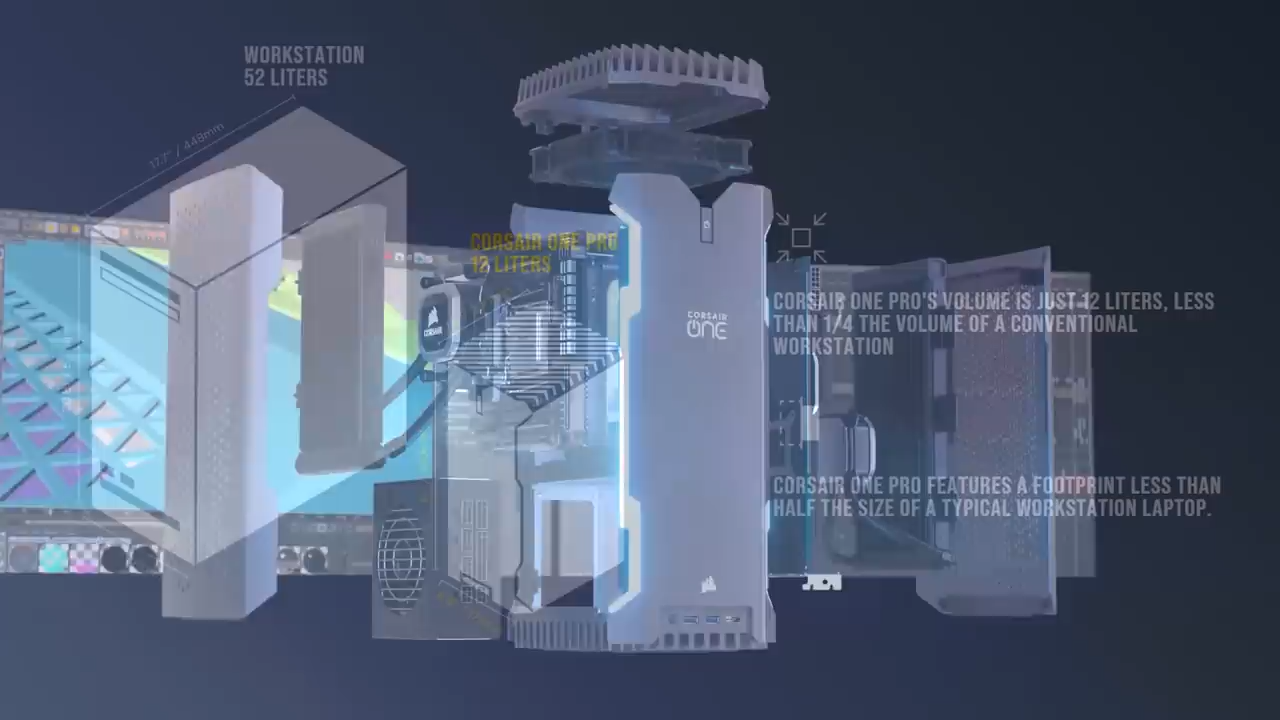 WORKSTATION
52 LITERS
17.7" / 448mm
CORSAIR ONE PRO
12 LITERS
CORSAIR
CORSAIR
ONE
CORSAIR ONE PRO'S VOLUME IS JUST 12 LITERS, LESS
THAN 1/4 THE VOLUME OF A CONVENTIONAL
WORKSTATION
CORSAIR ONE PRO FEATURES A FOOTPRINT LESS THAN
HALF THE SIZE OF A TYPICAL WORKSTATION LAPTOP.